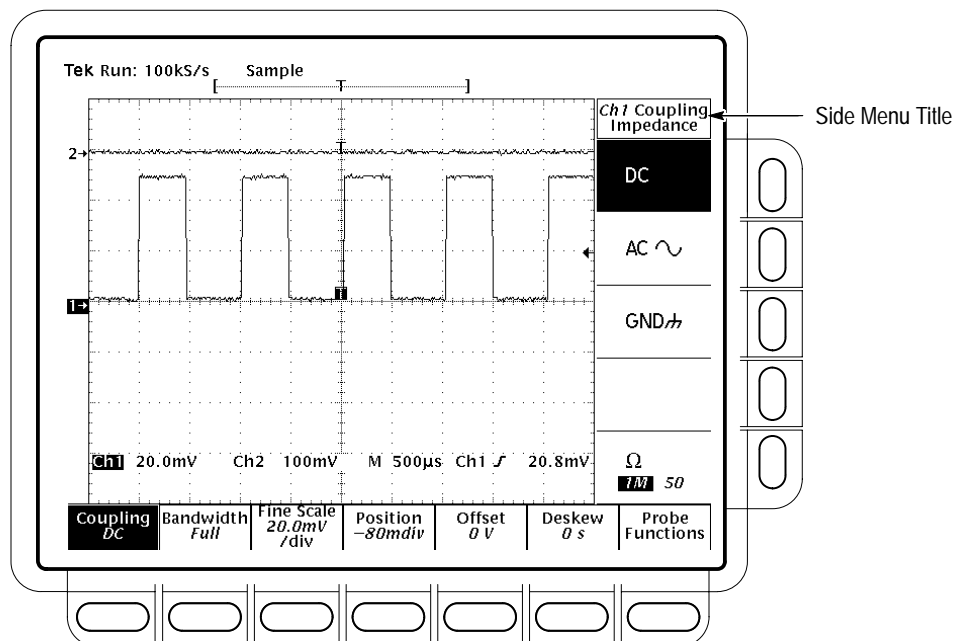 Tek Run: 100kS/s Sample
[ T ]
Ch1 Coupling
Impedance
Side Menu Title
2→
T
DC
AC
T
1→
GND
Ch1 20.0mV Ch2 100mV M 500µs Ch1 20.8mV
Ω
1M 50
Coupling
DC
Bandwidth
Full
Fine Scale
20.0mV
/div
Position
−80mdiv
Offset
0 V
Deskew
0 s
Probe
Functions